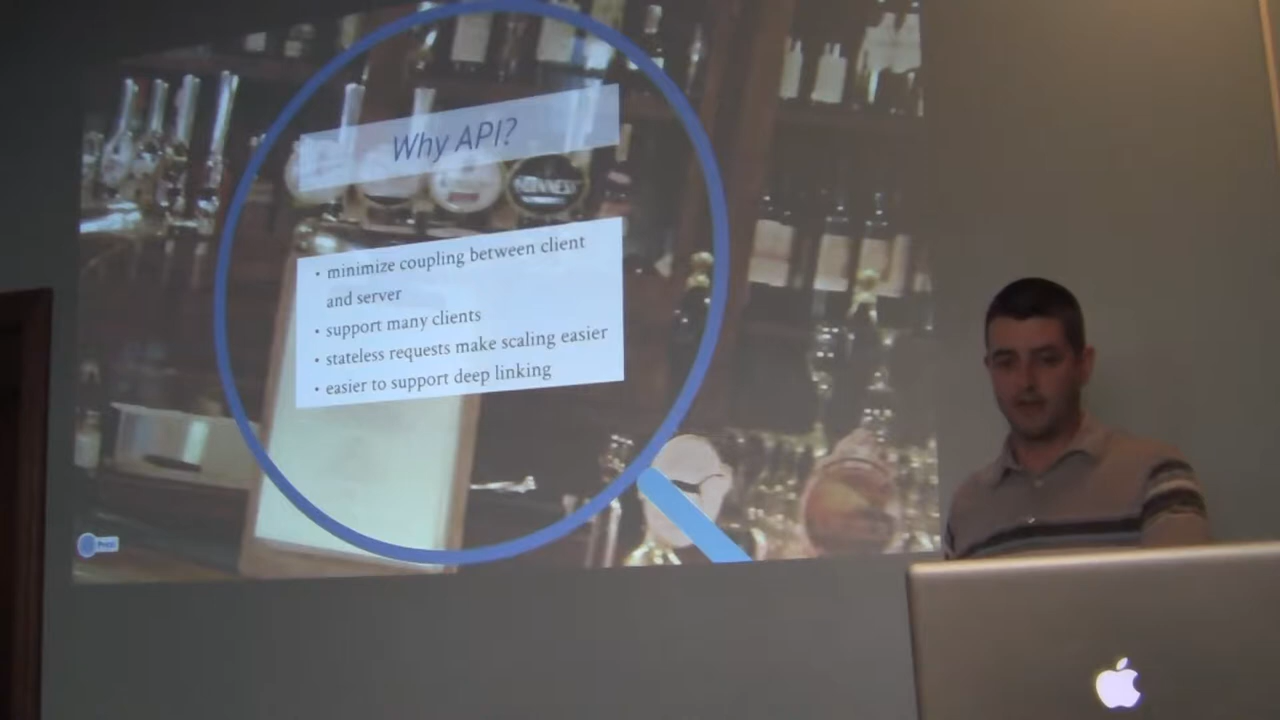 Why API?
GUINNESS
• minimize coupling between client
and server
• support many clients
• stateless requests make scaling easier
• easier to support deep linking
Prezi